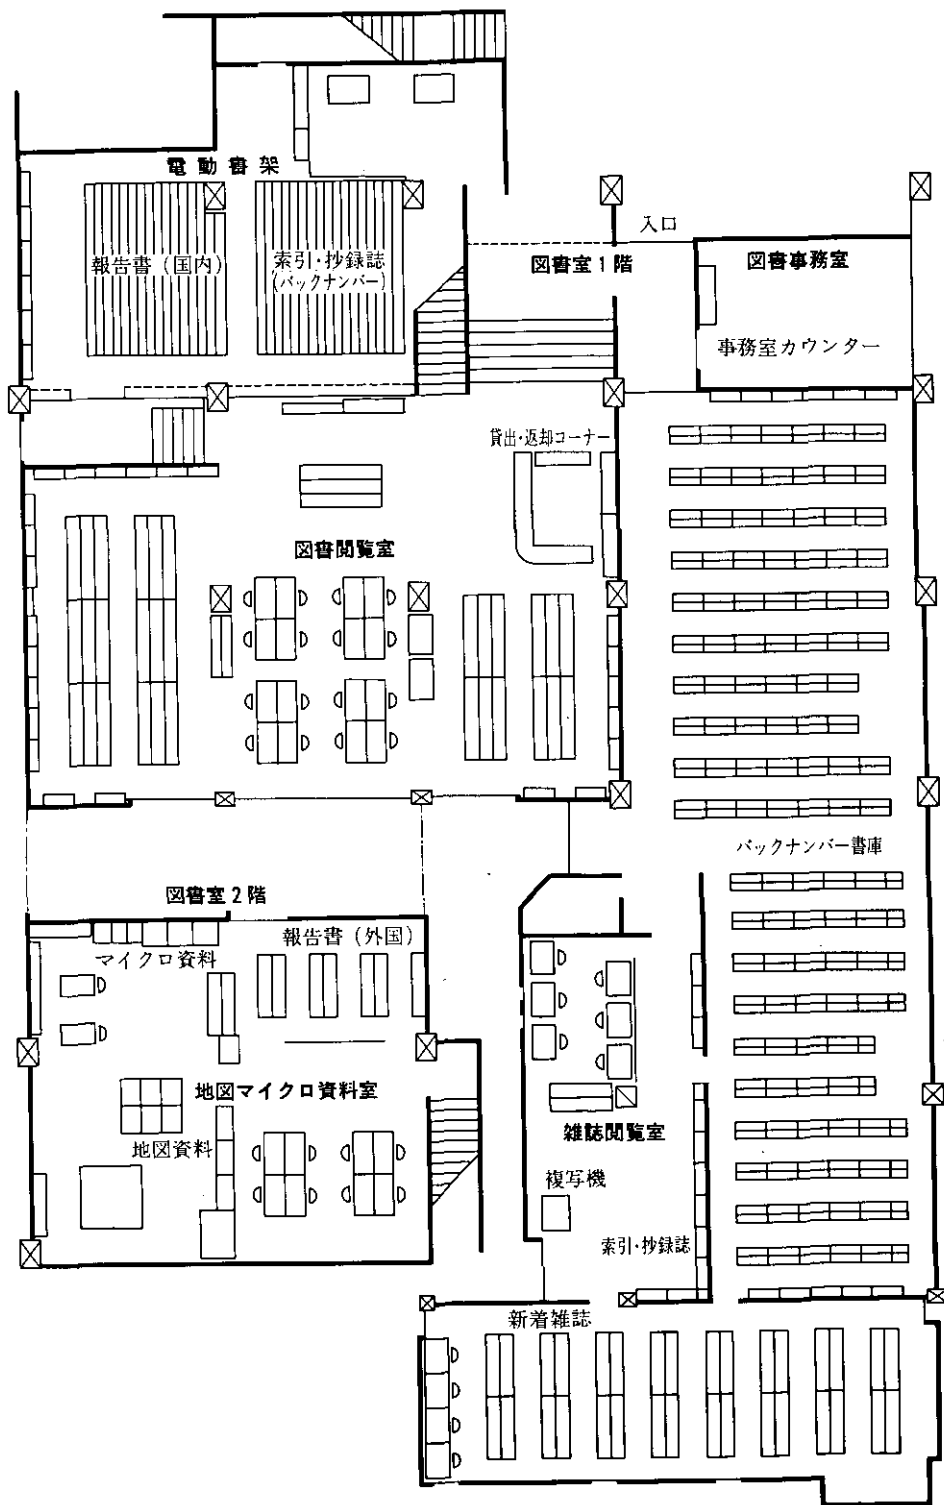 電動書架
入口
報告書（国内）
索引・抄録誌
（バックナンバー）
図書室1階
図書事務室
事務室カウンター
貸出・返却コーナー
図書閲覧室
バックナンバー書庫
図書室2階
マイクロ資料
報告書（外国）
地図マイクロ資料室
地図資料
雑誌閲覧室
複写機
索引・抄録誌
新着雑誌